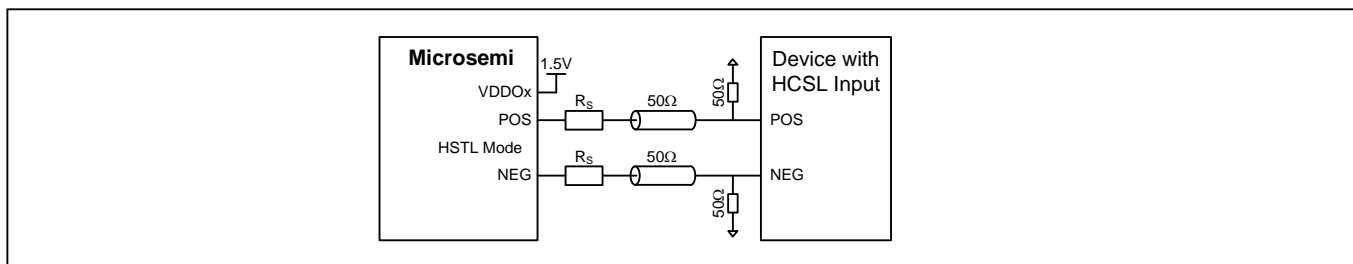 Microsemi
1.5V
VDDOx
POS
HSTL Mode
NEG
RS
50Ω
RS
50Ω
50Ω
50Ω
Device with
HCSL Input
POS
NEG